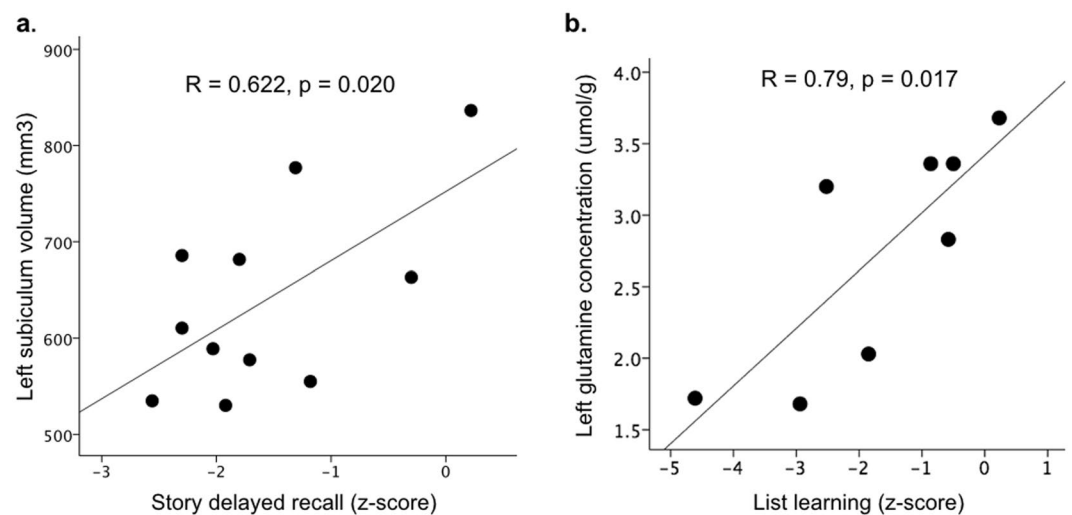 a.
R = 0.622, p = 0.020
Left subiculum volume (mm3)
900
800
700
600
500
-3
-2
-1
0
Story delayed recall (z-score)
b.
R = 0.79, p = 0.017
Left glutamine concentration (umol/g)
4.0
3.5
3.0
2.5
2.0
1.5
-5
-4
-3
-2
-1
0
1
List learning (z-score)